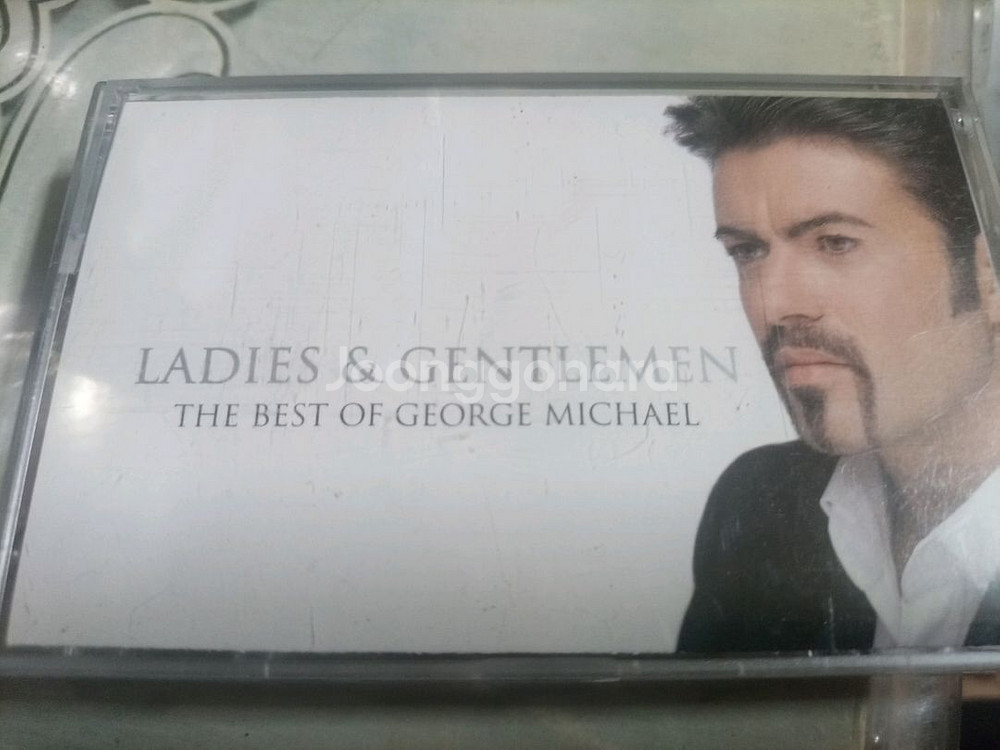 LADIES & GENTLEMEN
Joonggonara
THE BEST OF GEORGE MICHAEL